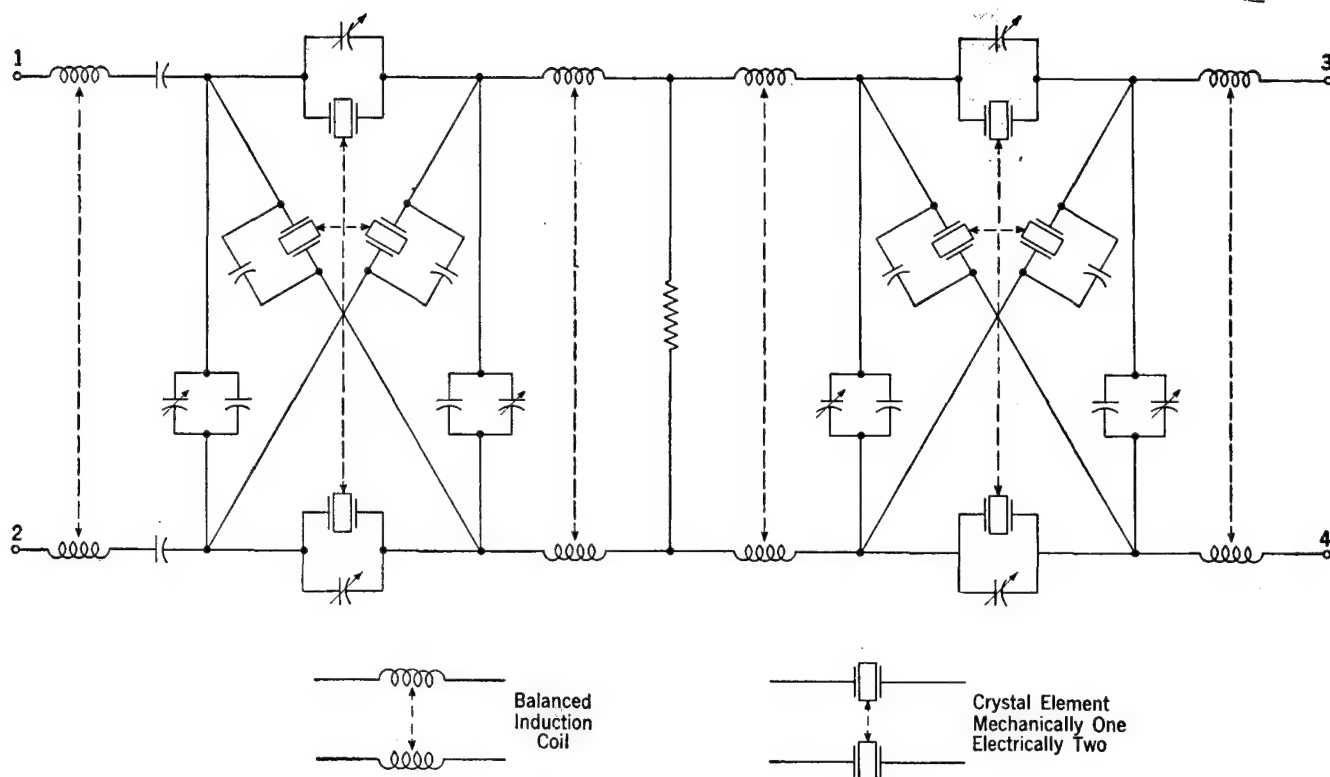 1
3
2
4
Balanced
Induction
Coil
Crystal Element
Mechanically One
Electrically Two